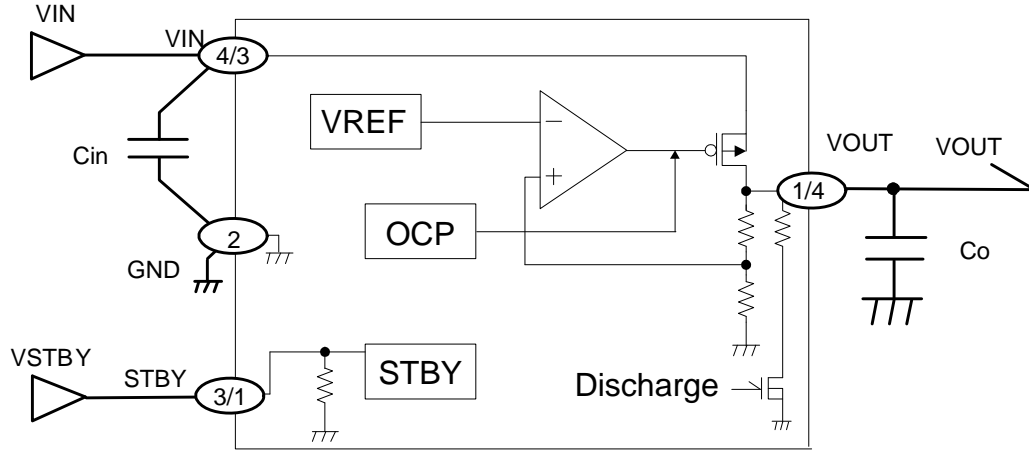 VIN
VIN
4/3
VREF
−
+
VOUT
VOUT
1/4
Cin
OCP
2
GND
Co
VSTBY
STBY
3/1
STBY
Discharge